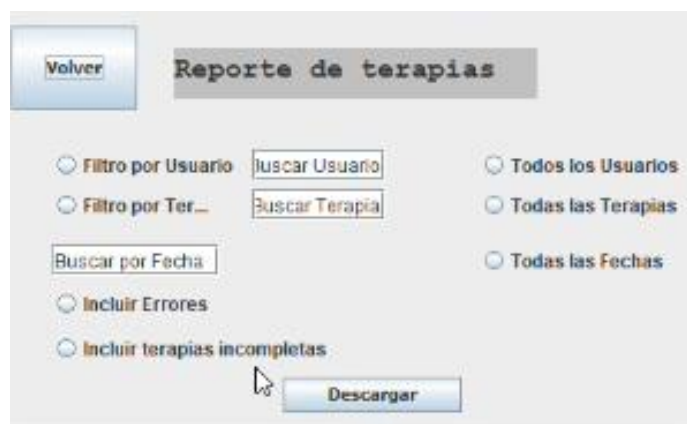 Volver
Reporte de terapias
Filtro por Usuario
Buscar Usuario
Todos los Usuarios
Filtro por Ter...
Buscar Terapia
Todas las Terapias
Buscar por Fecha
Todas las Fechas
Incluir Errores
Incluir terapias incompletas
Descargar